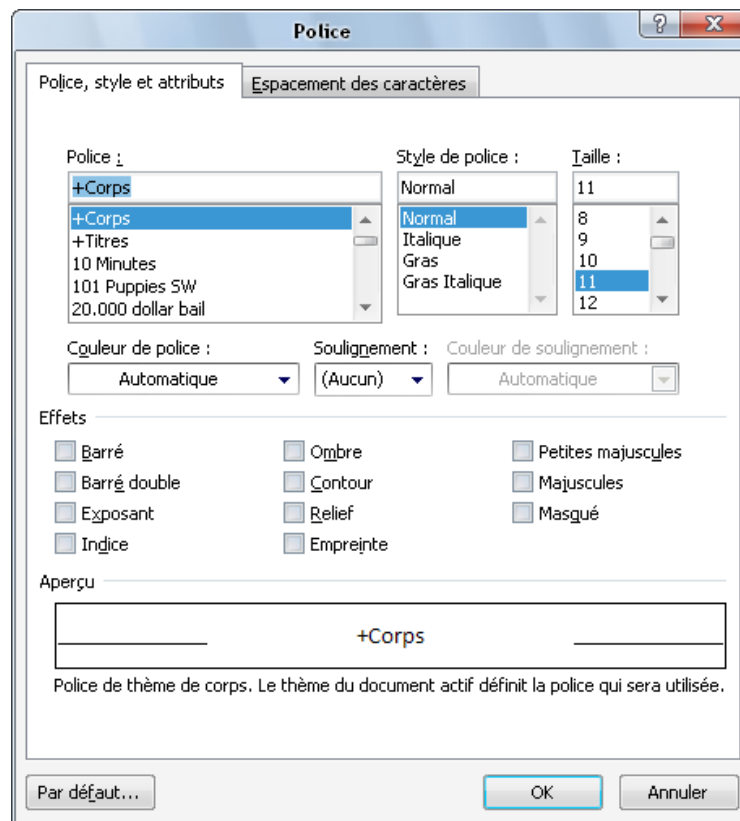 Police
Police, style et attributs
Espacement des caractères
Police :
Style de police :
Taille :
+Corps
Normal
11
+Corps
+Titres
10 Minutes
101 Puppies SW
20.000 dollar bail
Normal
Italique
Gras
Gras Italique
8
9
10
11
12
Couleur de police :
Soulignement :
Couleur de soulignement :
Automatique
(Aucun)
Automatique
Effets
Barré
Ombre
Petites majuscules
Barré double
Contour
Majuscules
Exposant
Relief
Masqué
Indice
Empreinte
Aperçu
+Corps
Police de thème de corps. Le thème du document actif définit la police qui sera utilisée.
Par défaut...
OK
Annuler